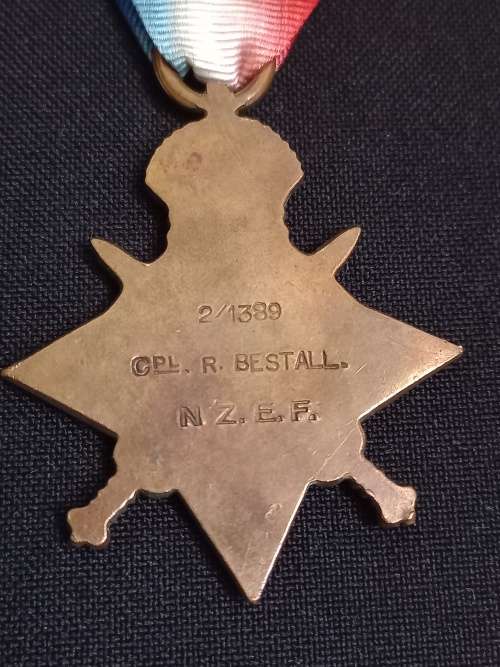 2/1389
CPL. R. BESTALL.
N Z.E.F.